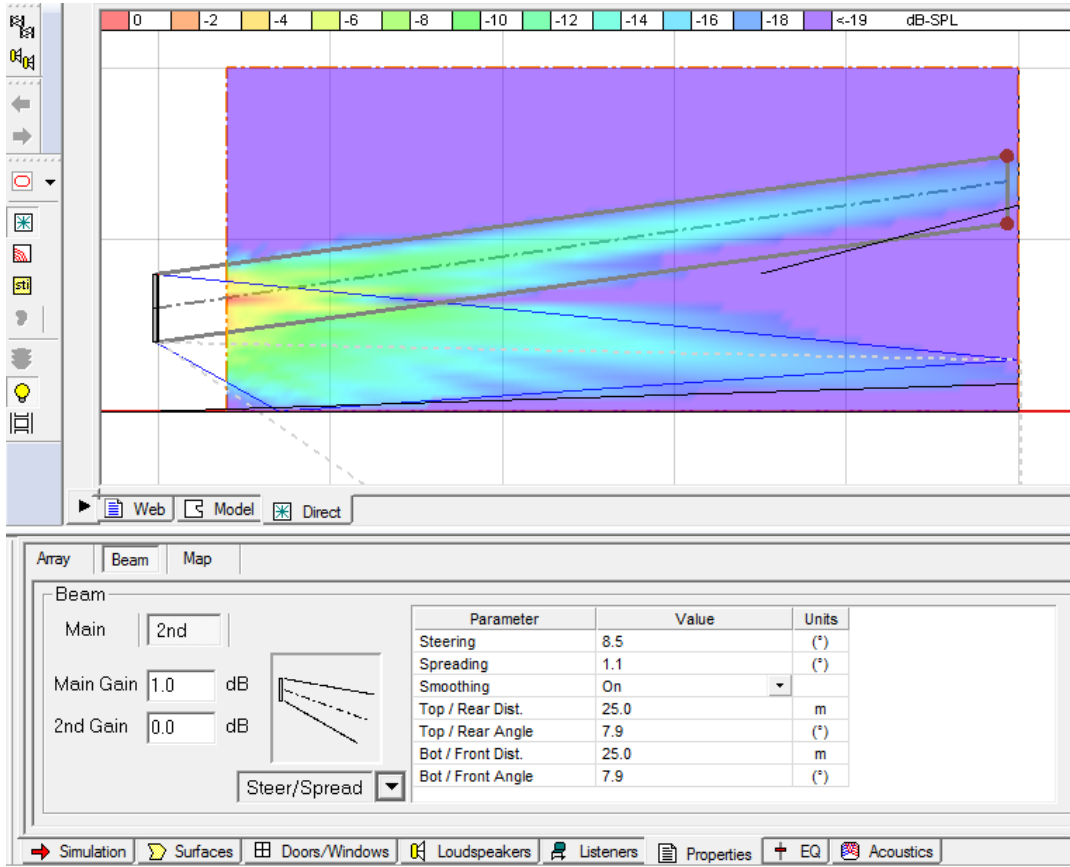 0 -2 -4 -6 -8 -10 -12 -14 -16 -18 <-19 dB-SPL
sti
Web Model Direct
Array Beam Map
Beam
Main 2nd
Main Gain 1.0 dB
2nd Gain 0.0 dB
Steer/Spread
Parameter Value Units
Steering 8.5 (°)
Spreading 1.1 (°)
Smoothing On
Top / Rear Dist. 25.0 m
Top / Rear Angle 7.9 (°)
Bot / Front Dist. 25.0 m
Bot / Front Angle 7.9 (°)
Simulation Surfaces Doors/Windows Loudspeakers Listeners Properties EQ Acoustics